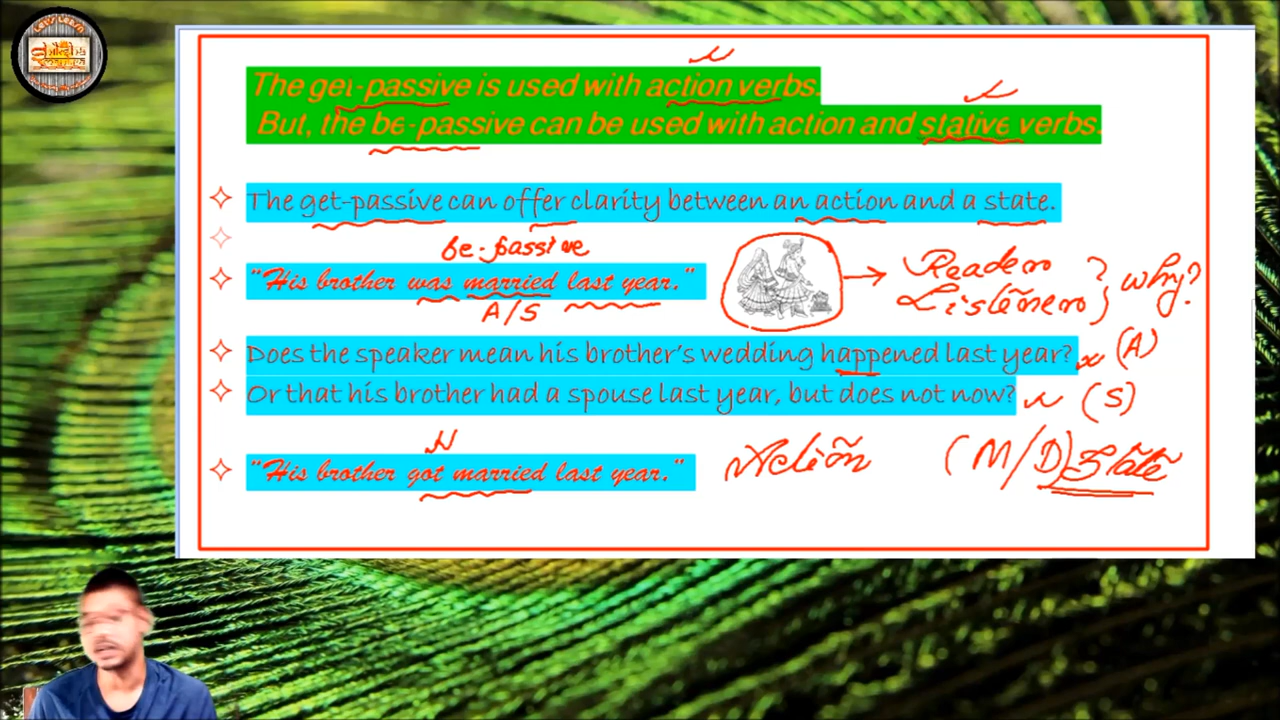 The get-passive is used with action verbs.
But, the be-passive can be used with action and stative verbs.
The get-passive can offer clarity between an action and a state.
be-passive
"His brother was married last year."
A/S
Readers
Listeners
why?
Does the speaker mean his brother's wedding happened last year? (A)
Or that his brother had a spouse last year, but does not now? (S)
"His brother got married last year." Action (M/D) State